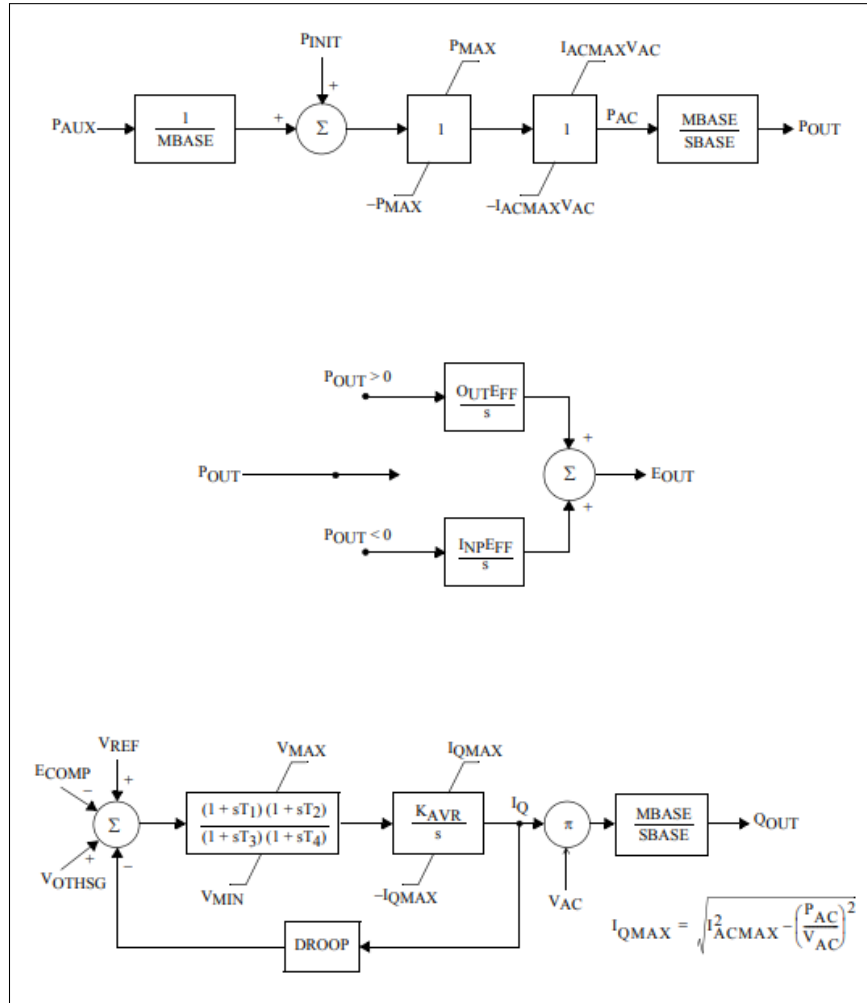 PINIT
PMAX
IACMAXVAC
+
PAUX
1
MBASE
+
Σ
1
1
PAC
MBASE
SBASE
POUT
–PMAX
–IACMAXVAC
POUT > 0
OUTEFF
s
+
POUT
Σ
EOUT
+
POUT < 0
INPEFF
s
VREF
VMAX
IQMAX
ECOMP
–
+
Σ
(1 + sT1) (1 + sT2)
(1 + sT3) (1 + sT4)
KAVR
s
IQ
π
MBASE
SBASE
QOUT
+
–
VOTHSG
VMIN
–IQMAX
VAC
IQMAX = √I2ACMAX – (PAC/VAC)2
DROOP